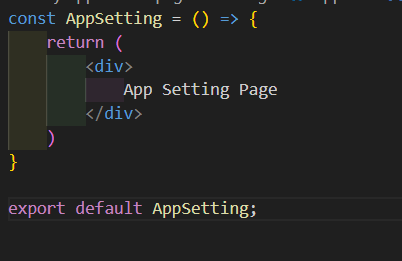 const AppSetting = () => {
    return (
        <div>
            App Setting Page
        </div>
    )
}

export default AppSetting;